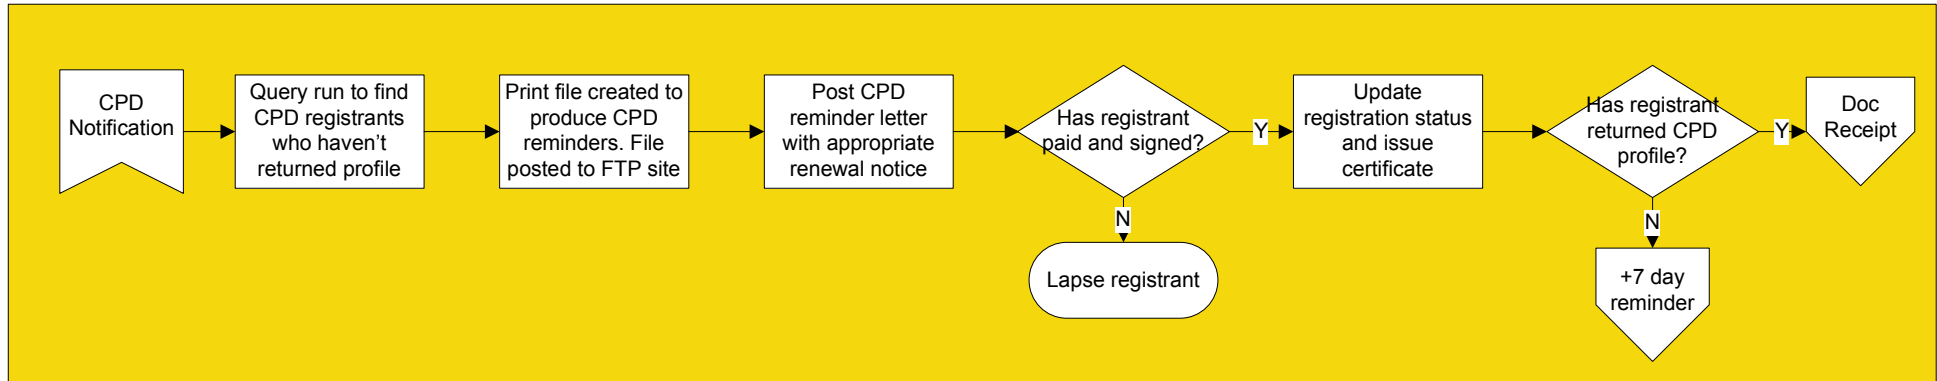 CPD
Notification
Query run to find
CPD registrants
who haven't
returned profile
Print file created to
produce CPD
reminders. File
posted to FTP site
Post CPD
reminder letter
with appropriate
renewal notice
Has registrant
paid and signed?
Y
N
Lapse registrant
Update
registration status
and issue
certificate
Has registrant
returned CPD
profile?
Y
N
+7 day
reminder
Doc
Receipt